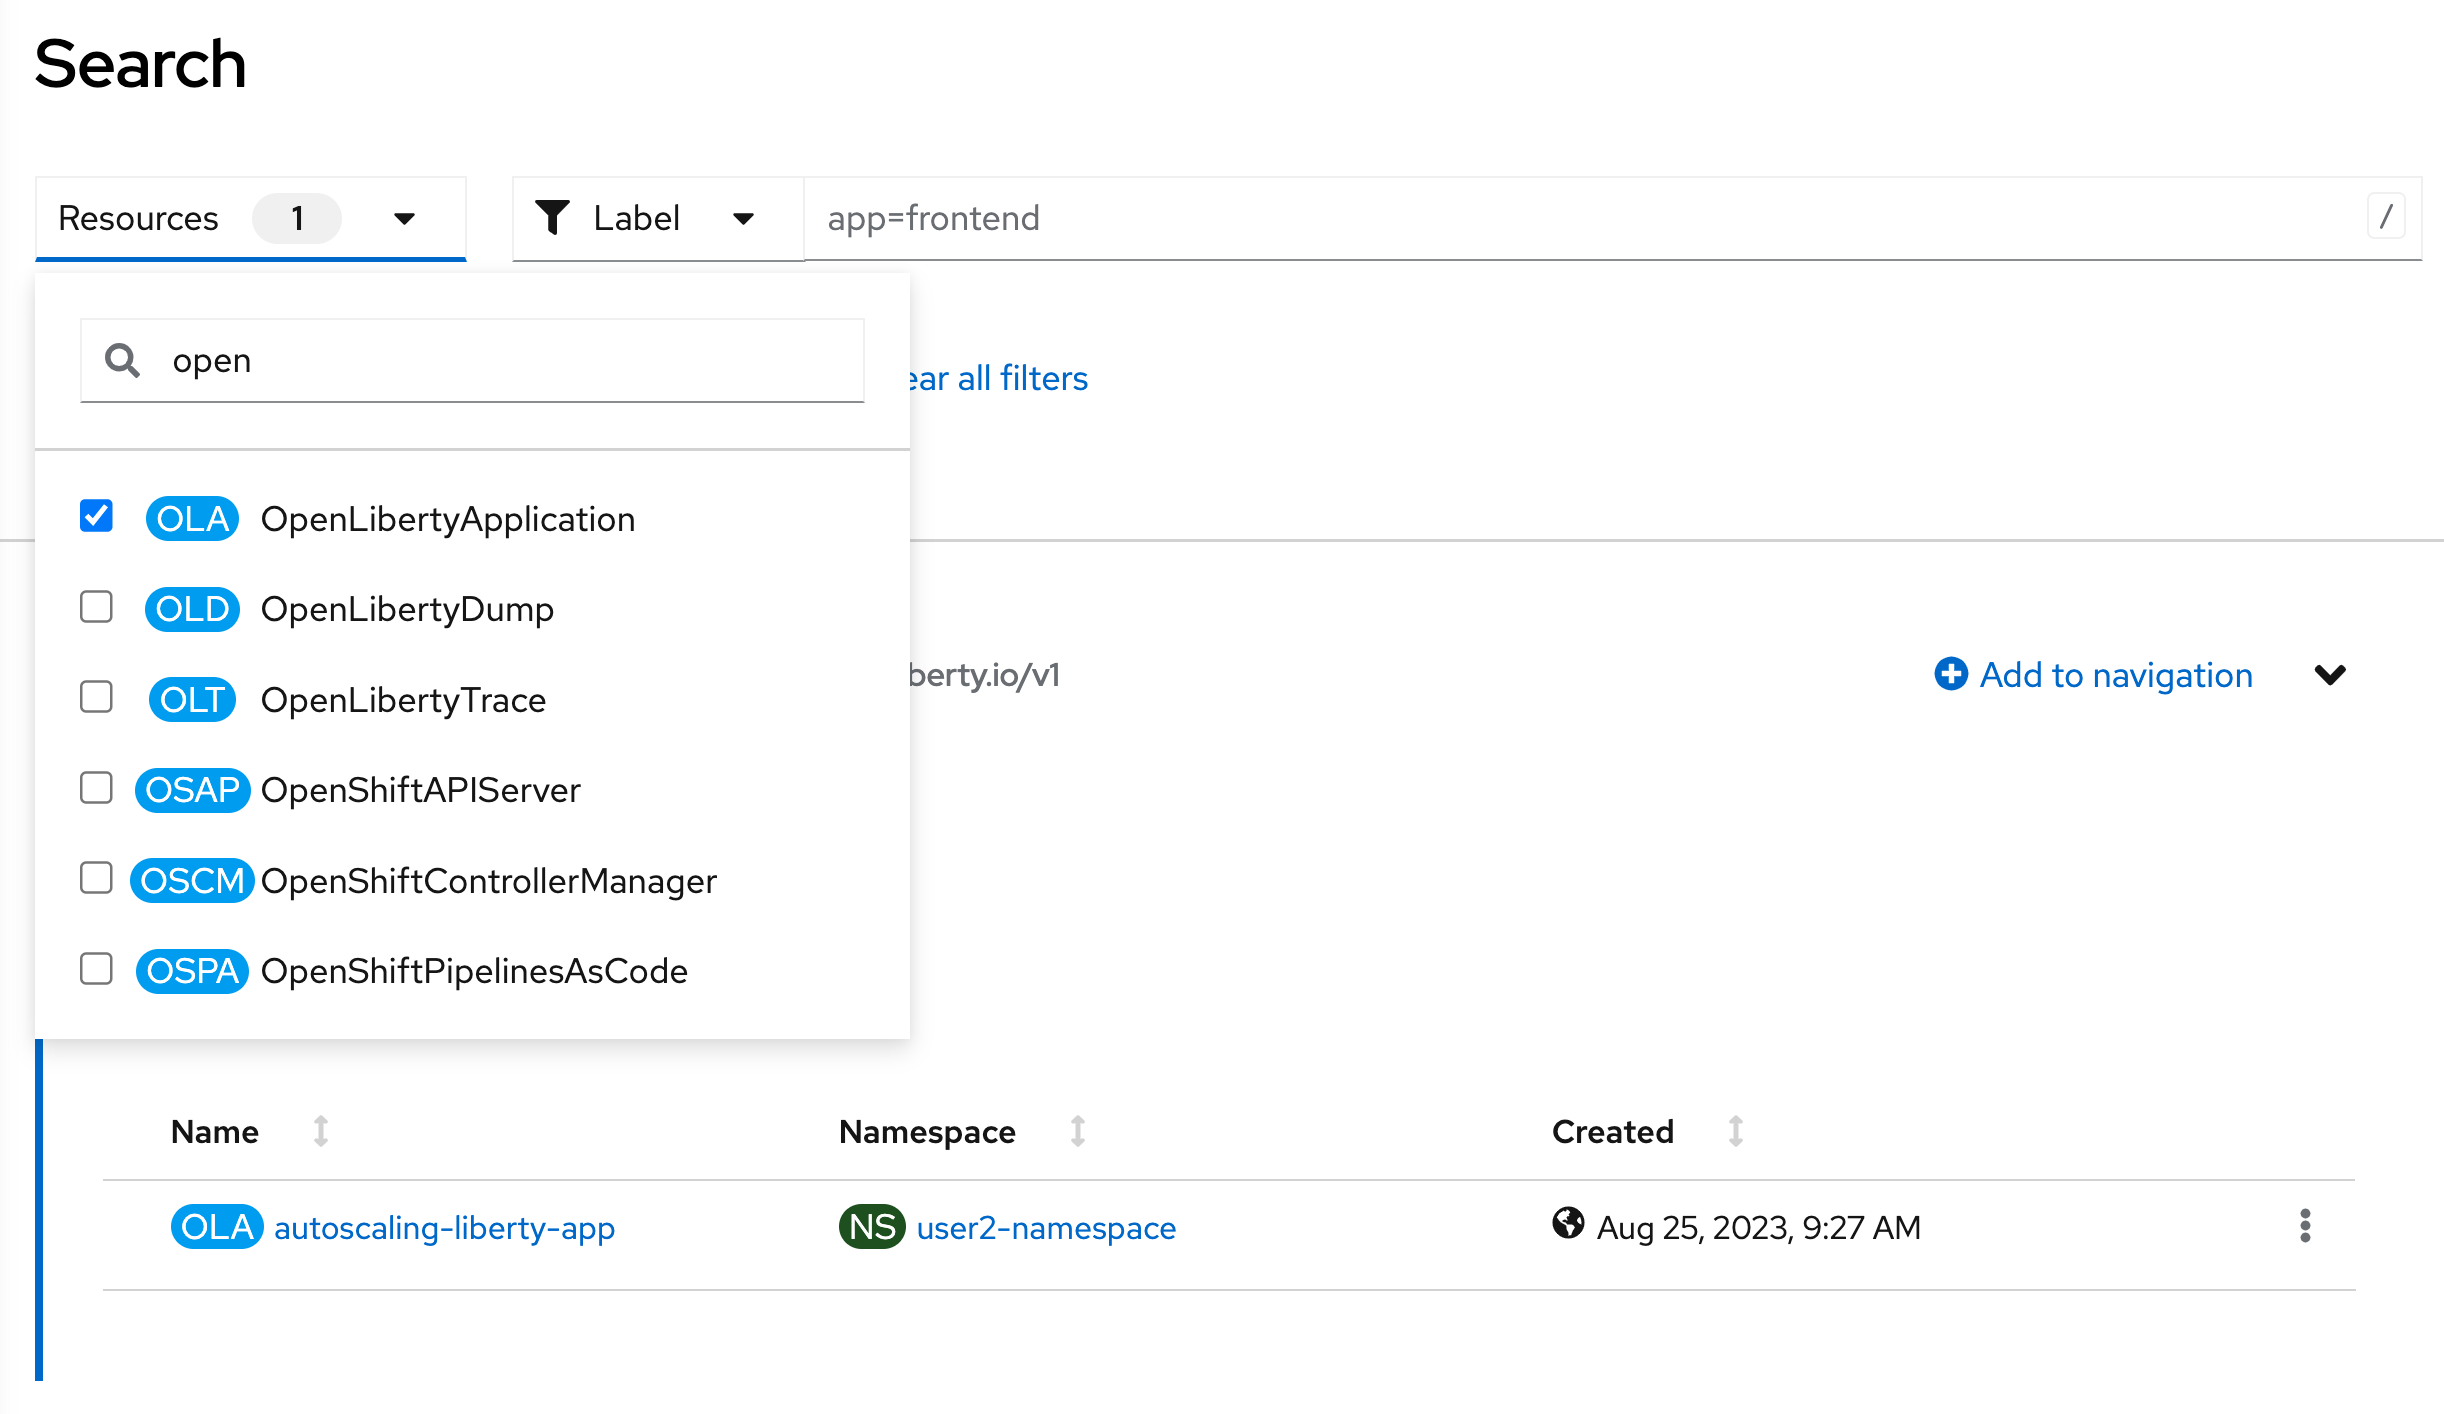 Search
Resources 1 Label app=frontend /
open
ear all filters
OLA OpenLibertyApplication
OLD OpenLibertyDump
OLT OpenLibertyTrace
berty.io/v1 Add to navigation
OSAP OpenShiftAPIServer
OSCM OpenShiftControllerManager
OSPA OpenShiftPipelinesAsCode
Name Namespace Created
OLA autoscaling-liberty-app NS user2-namespace Aug 25, 2023, 9:27 AM